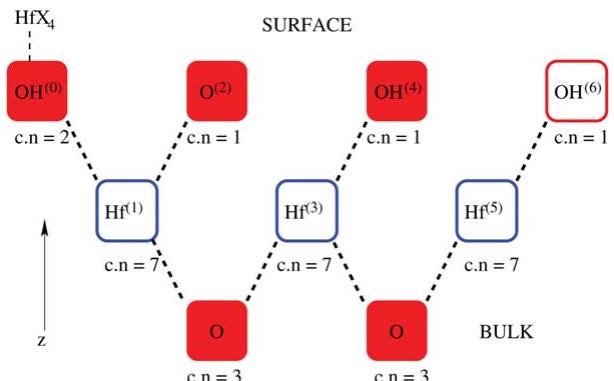 HfX₄
SURFACE
OH⁽⁰⁾ O⁽²⁾ OH⁽⁴⁾ OH⁽⁶⁾
c.n = 2 c.n = 1 c.n = 1 c.n = 1
Hf⁽¹⁾ Hf⁽³⁾ Hf⁽⁵⁾
c.n = 7 c.n = 7 c.n = 7
z
O O BULK
c.n = 3 c.n = 3